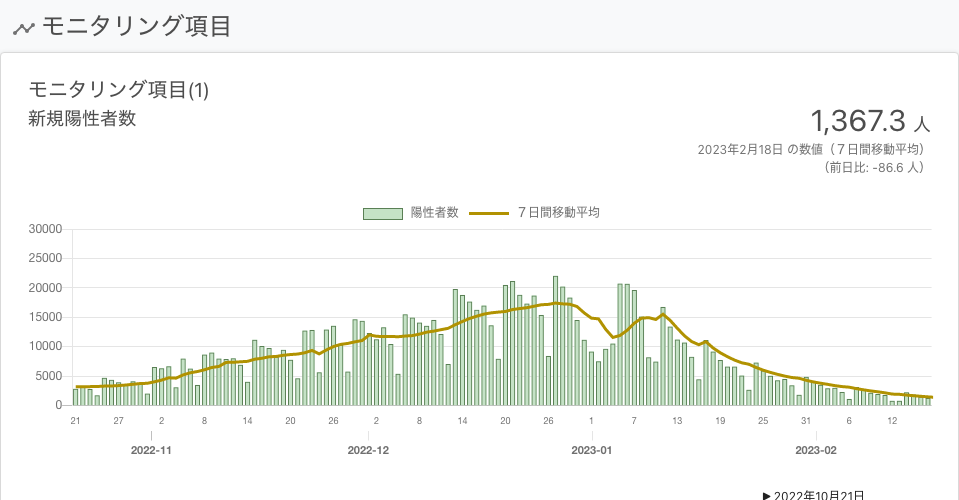 モニタリング項目
モニタリング項目(1)
新規陽性者数
1,367.3 人
2023年2月18日 の数値（７日間移動平均）
（前日比: -86.6 人）
陽性者数 ７日間移動平均
30000
25000
20000
15000
10000
5000
0
21 27 2 8 14 20 26 2 8 14 20 26 1 7 13 19 25 31 6 12
2022-11 2022-12 2023-01 2023-02
▶ 2022年10月21日